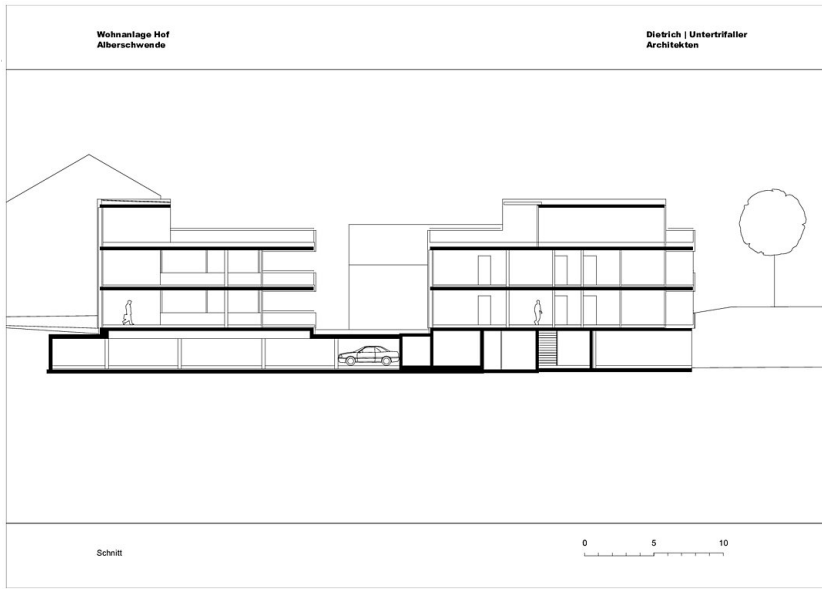 Wohnanlage Hof
Alberschwende
Dietrich | Untertrifaller
Architekten
Schnitt
0 5 10